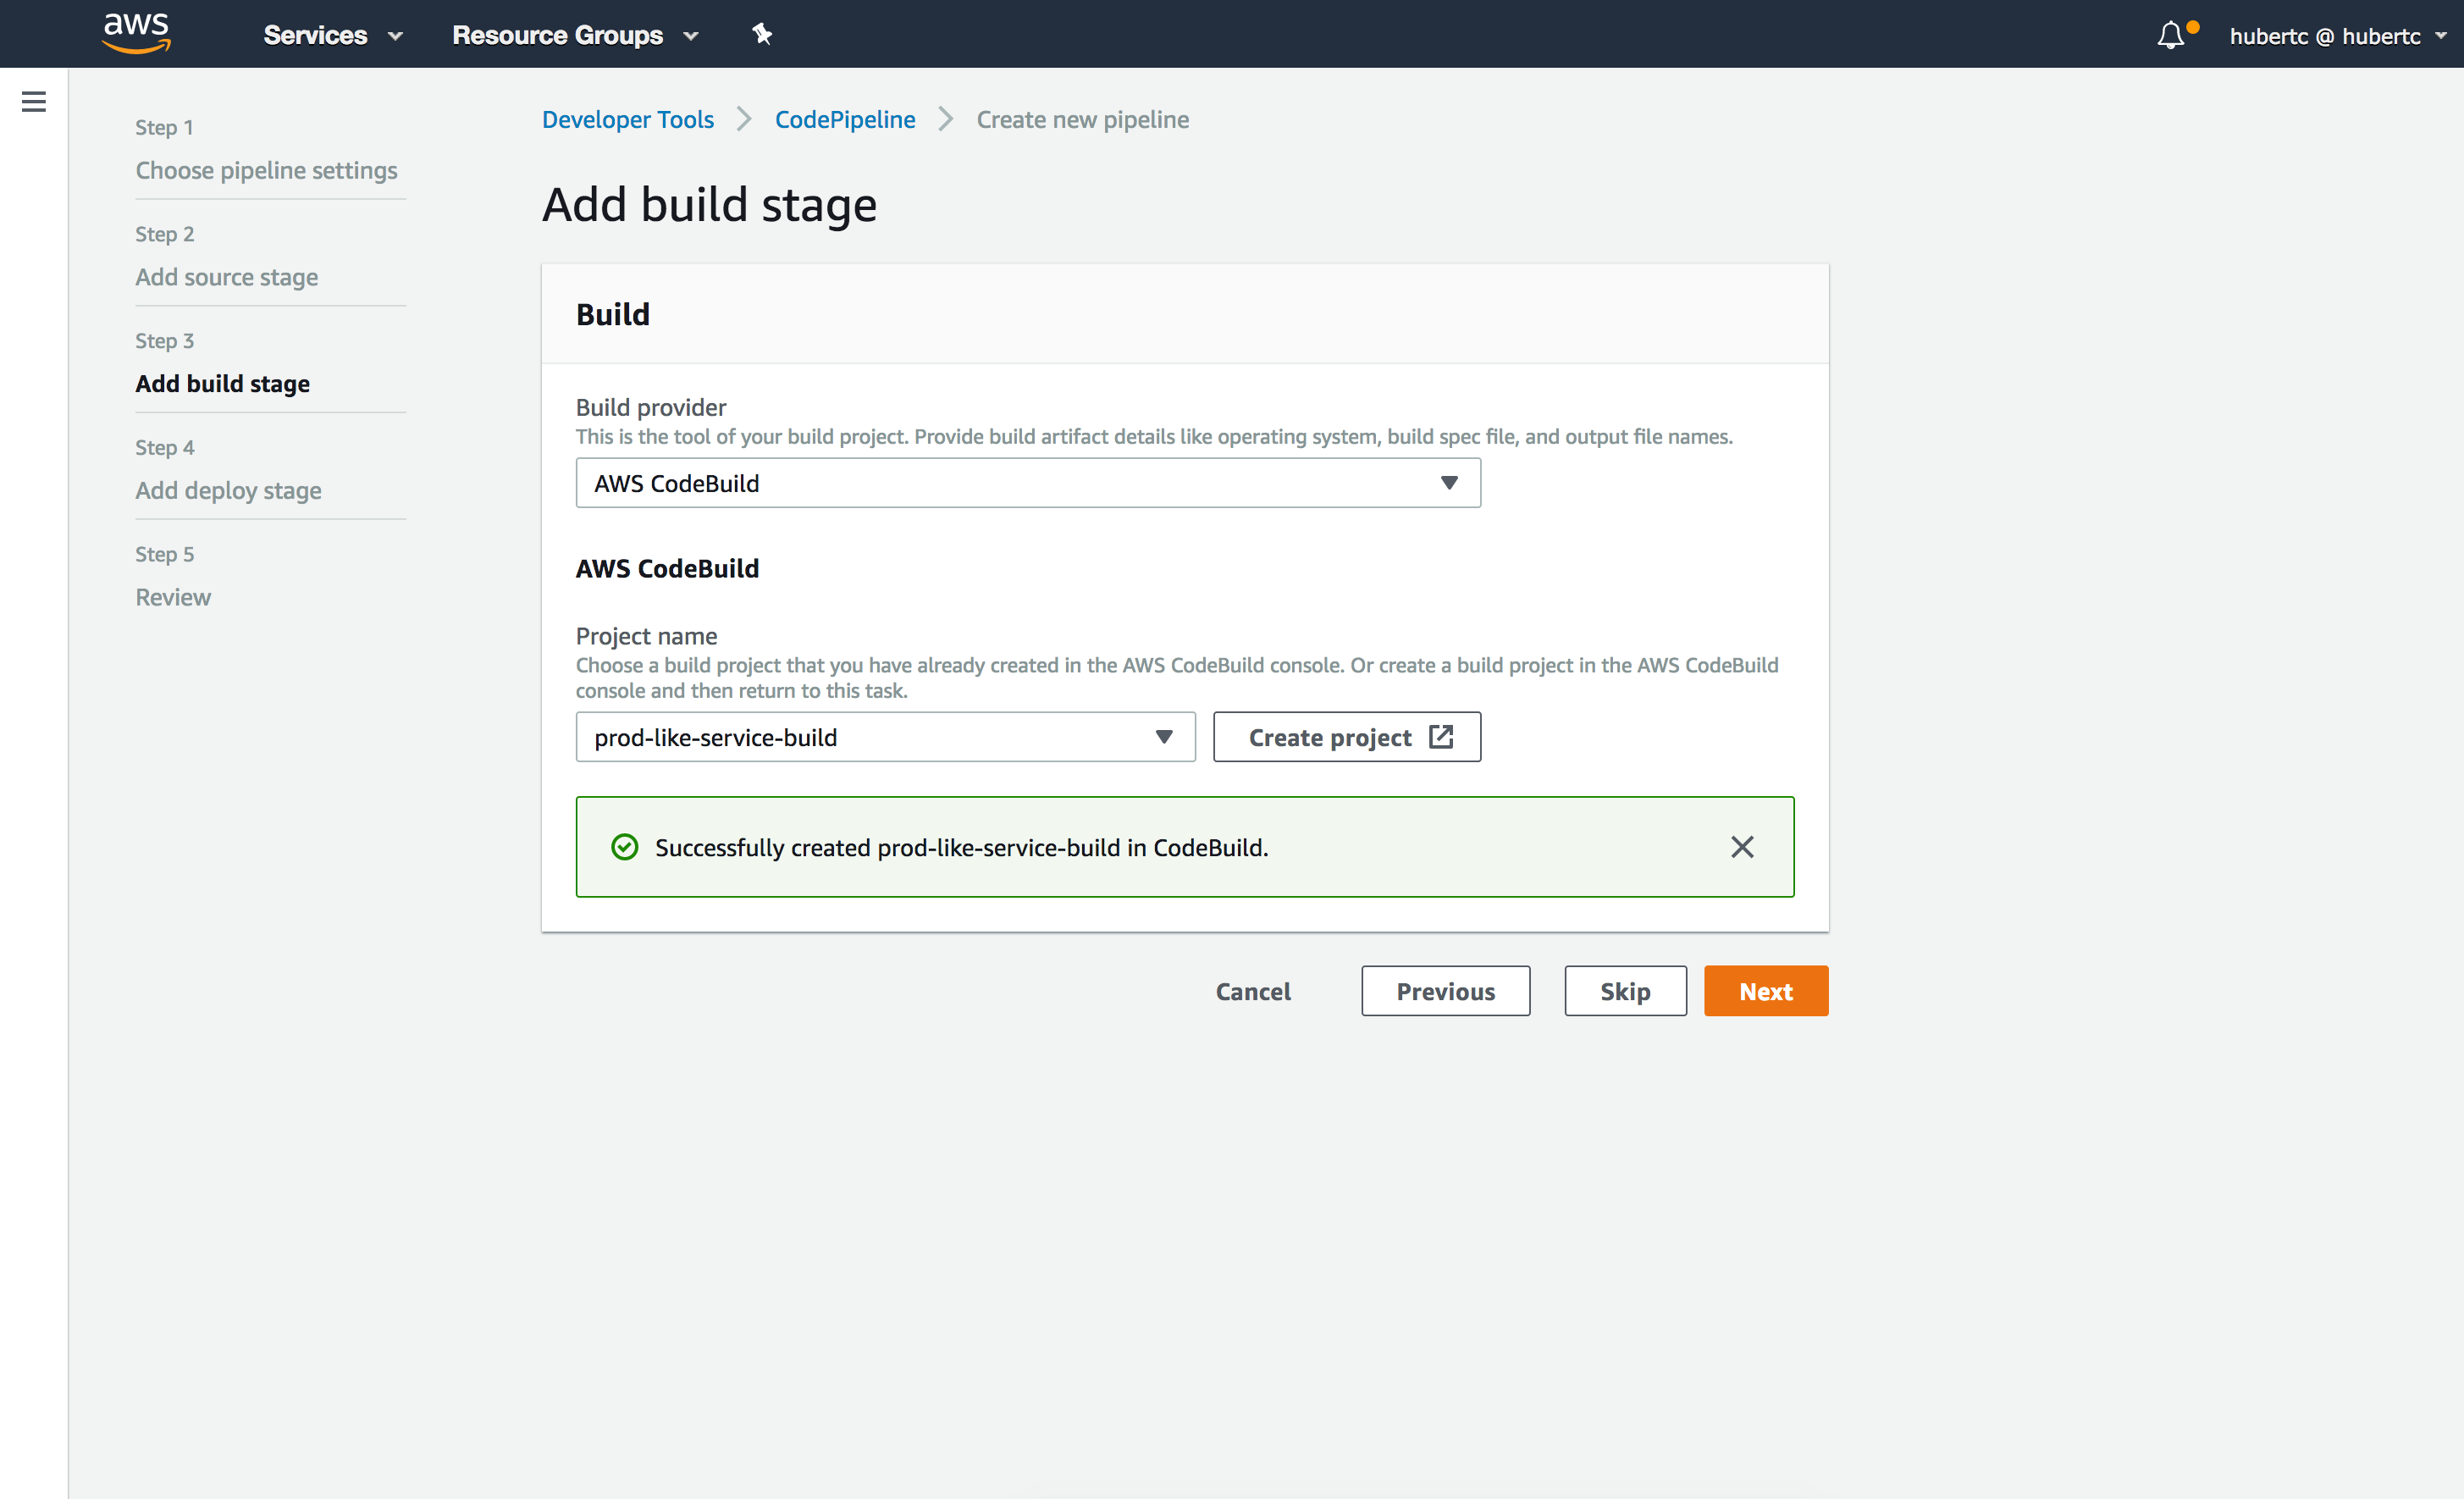 aws
Services
Resource Groups
hubertc @ hubertc
Step 1
Choose pipeline settings
Step 2
Add source stage
Step 3
Add build stage
Step 4
Add deploy stage
Step 5
Review
Developer Tools
CodePipeline
Create new pipeline
Add build stage
Build
Build provider
This is the tool of your build project. Provide build artifact details like operating system, build spec file, and output file names.
AWS CodeBuild
AWS CodeBuild
Project name
Choose a build project that you have already created in the AWS CodeBuild console. Or create a build project in the AWS CodeBuild
console and then return to this task.
prod-like-service-build
Create project
Successfully created prod-like-service-build in CodeBuild.
Cancel
Previous
Skip
Next